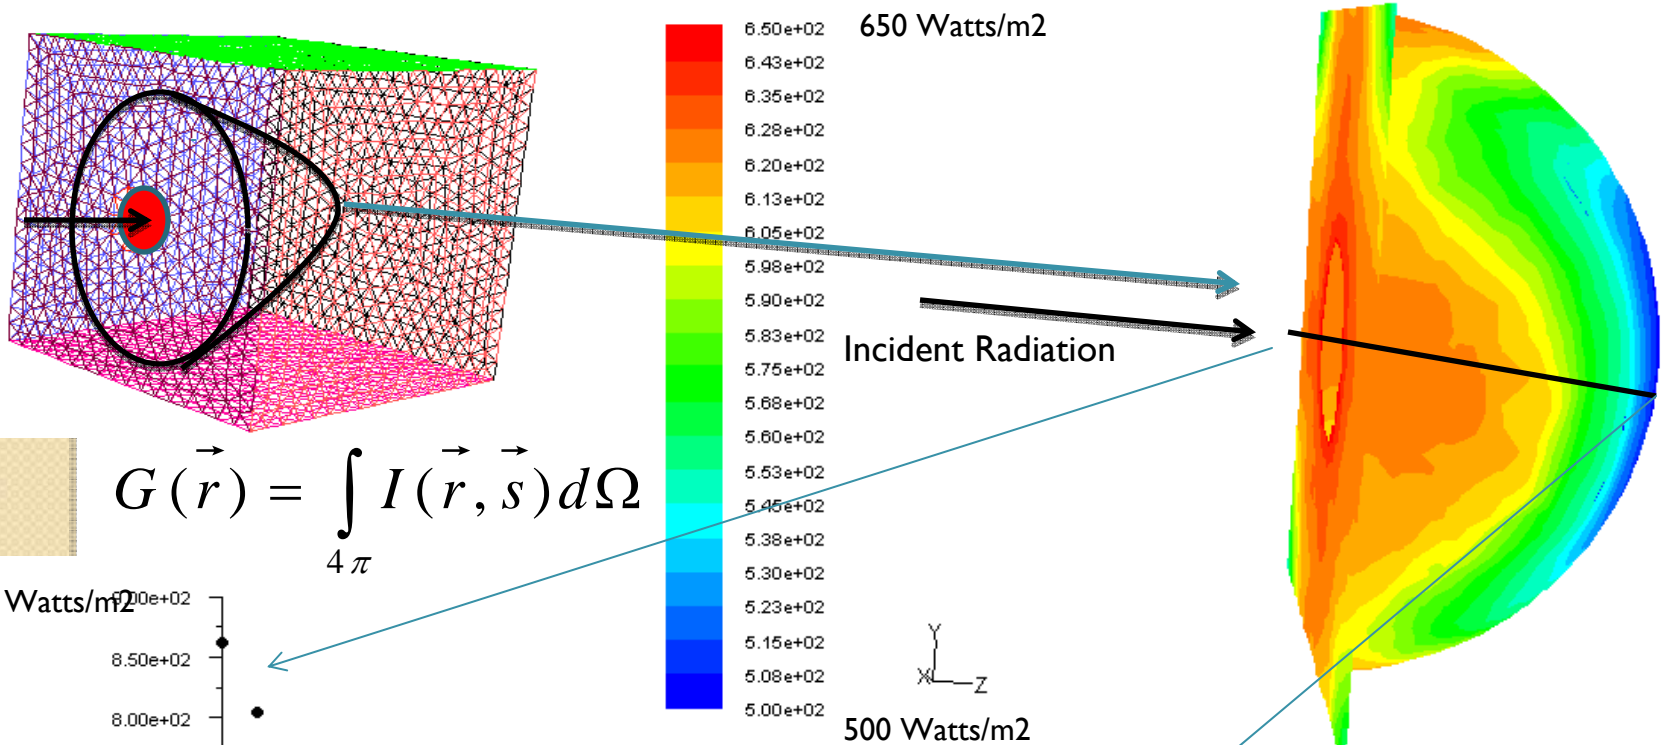 650 Watts/m2
6.50e+02
6.43e+02
6.35e+02
6.28e+02
6.20e+02
6.13e+02
6.05e+02
5.98e+02
5.90e+02
5.83e+02
5.75e+02
5.68e+02
5.60e+02
5.53e+02
5.45e+02
5.38e+02
5.30e+02
5.23e+02
5.15e+02
5.08e+02
5.00e+02
500 Watts/m2
Incident Radiation
G(r⃗) = ∫4π I(r⃗, s⃗)dΩ
Watts/m2
8.50e+02
8.00e+02
Y
X Z